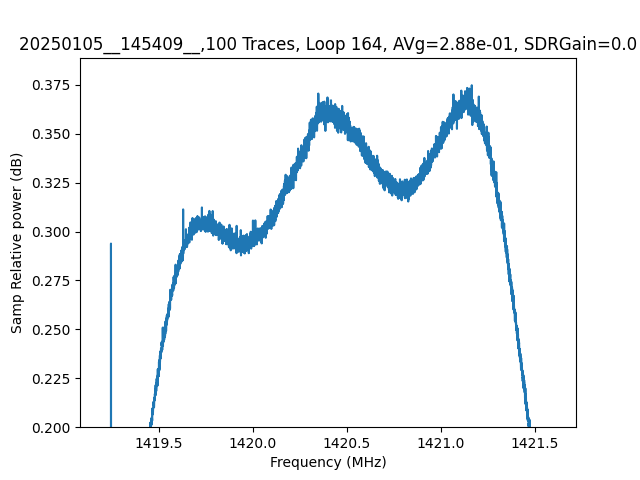 20250105__145409__,100 Traces, Loop 164, AVg=2.88e-01, SDRGain=0.0
0.375
0.350
0.325
0.300
0.275
0.250
0.225
0.200
Samp Relative power (dB)
1419.5 1420.0 1420.5 1421.0 1421.5
Frequency (MHz)